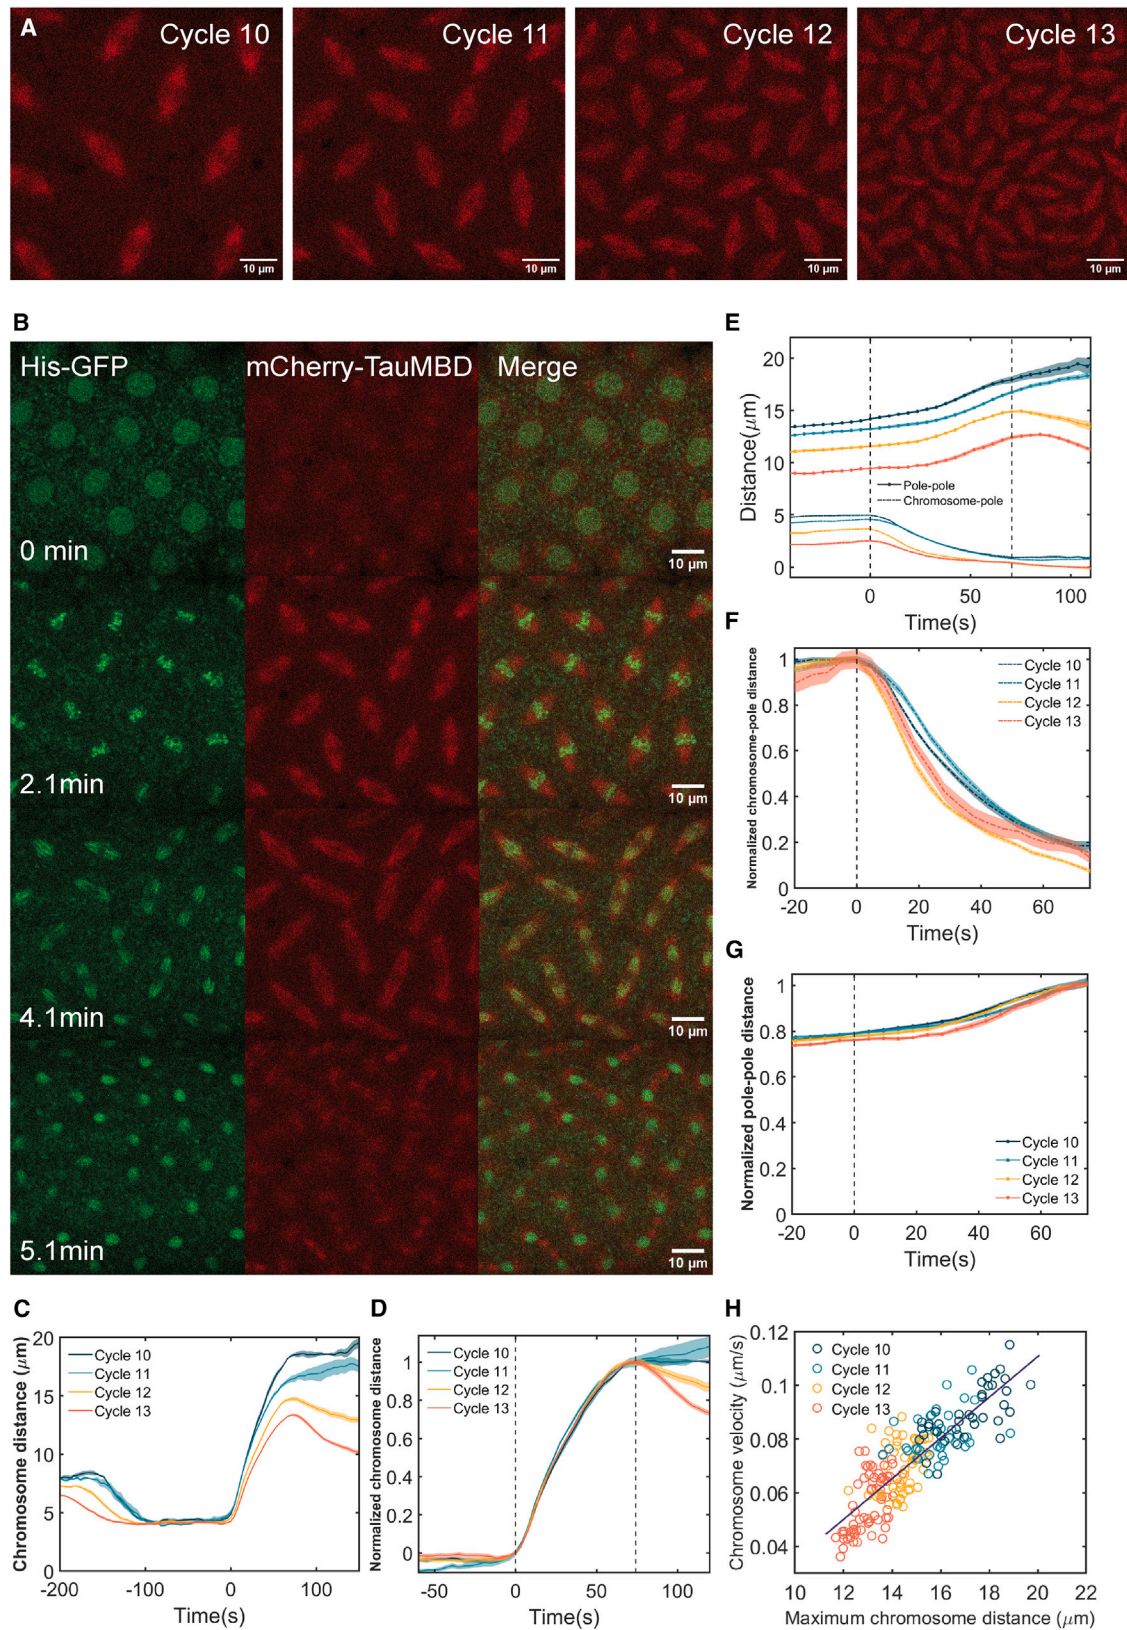 A
Cycle 10
Cycle 11
Cycle 12
Cycle 13
10 µm
10 µm
10 µm
10 µm
B
His-GFP
mCherry-TauMBD
Merge
0 min
10 µm
2.1min
10 µm
4.1min
10 µm
5.1min
10 µm
E
20
15
10
5
0
Distance(µm)
Pole-pole
Chromosome-pole
0
50
100
Time(s)
F
1
0.8
0.6
0.4
0.2
0
Normalized chromosome-pole distance
Cycle 10
Cycle 11
Cycle 12
Cycle 13
-20
0
20
40
60
Time(s)
G
1
0.8
0.6
0.4
0.2
0
Normalized pole-pole distance
Cycle 10
Cycle 11
Cycle 12
Cycle 13
-20
0
20
40
60
Time(s)
C
20
15
10
5
0
Chromosome distance (µm)
Cycle 10
Cycle 11
Cycle 12
Cycle 13
-200
-100
0
100
Time(s)
D
1
0.8
0.6
0.4
0.2
0
Normalized chromosome distance
Cycle 10
Cycle 11
Cycle 12
Cycle 13
-50
0
50
100
Time(s)
H
0.12
0.1
0.08
0.06
0.04
Chromosome velocity (µm/s)
Cycle 10
Cycle 11
Cycle 12
Cycle 13
10
12
14
16
18
20
22
Maximum chromosome distance (µm)